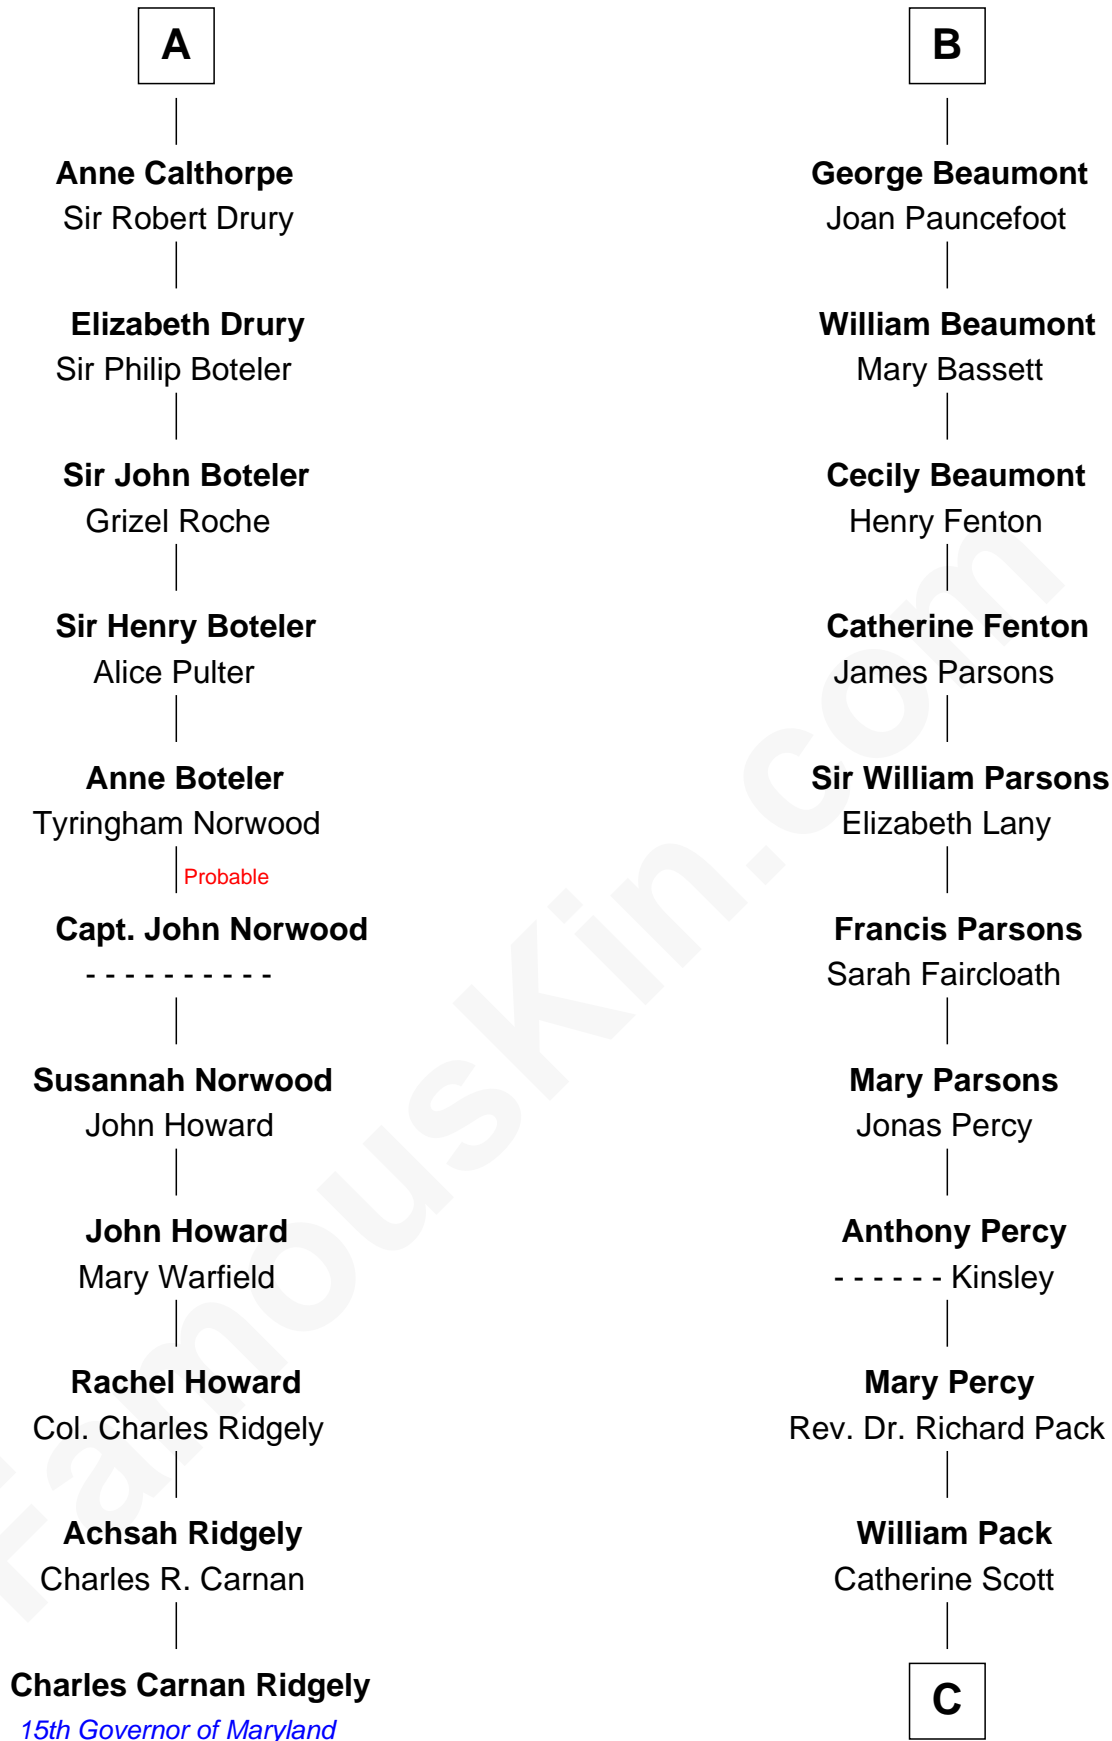 A
Anne Calthorpe
Sir Robert Drury
Elizabeth Drury
Sir Philip Boteler
Sir John Boteler
Grizel Roche
Sir Henry Boteler
Alice Pulter
Anne Boteler
Tyringham Norwood
Probable
Capt. John Norwood
- - - - - - - - - -
Susannah Norwood
John Howard
John Howard
Mary Warfield
Rachel Howard
Col. Charles Ridgely
Achsah Ridgely
Charles R. Carnan
Charles Carnan Ridgely
15th Governor of Maryland
B
George Beaumont
Joan Pauncefoot
William Beaumont
Mary Bassett
Cecily Beaumont
Henry Fenton
Catherine Fenton
James Parsons
Sir William Parsons
Elizabeth Lany
Francis Parsons
Sarah Faircloath
Mary Parsons
Jonas Percy
Anthony Percy
- - - - - - Kinsley
Mary Percy
Rev. Dr. Richard Pack
William Pack
Catherine Scott
C
FamousKin.com